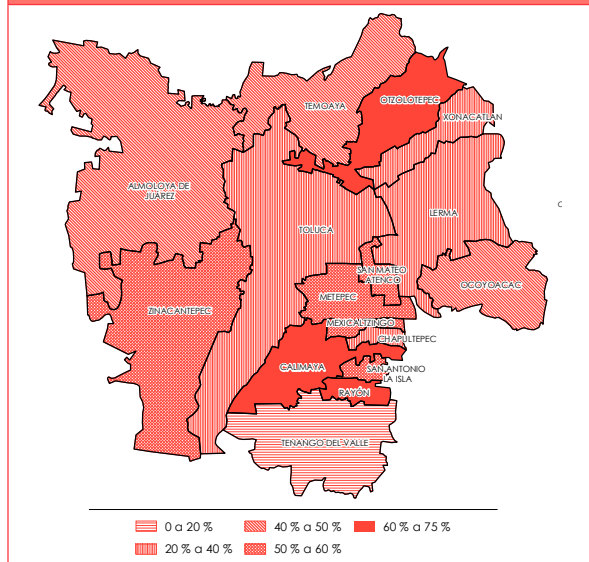 TEMOAYA
OTZOLOTEPEC
XONACATLAN
ALMOLOYA DE
JUÁREZ
LERMA
C
TOLUCA
SAN MATEO
ATENCO
OCOYOACAC
METEPEC
ZINACANTEPEC
MEXICALTZINGO
CHAPULTEPEC
CALIMAYA
SAN ANTONIO
LA ISLA
RAYÓN
TENANGO DEL VALLE
0 a 20 % 40 % a 50 % 60 % a 75 %
20 % a 40 % 50 % a 60 %